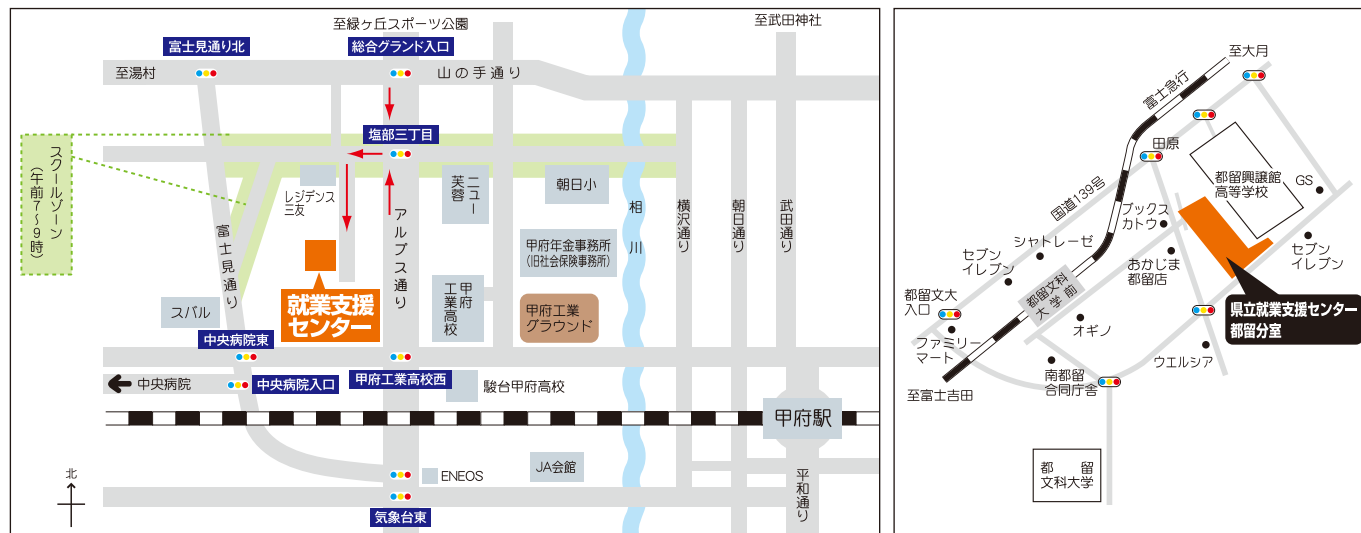 至緑ヶ丘スポーツ公園
至武田神社
富士見通り北
総合グランド入口
至湯村
山の手通り
塩部三丁目
スクールゾーン
(午前7～9時)
レジデンス
三友
ニュー
芙蓉
朝日小
富士見通り
アルプス通り
相川
横沢通り
朝日通り
武田通り
甲府年金事務所
(旧社会保険事務所)
就業支援
センター
甲府
工業高校
甲府工業
グラウンド
スバル
中央病院東
中央病院
中央病院入口
甲府工業高校西
駿台甲府高校
甲府駅
北
ENEOS
JA会館
平和通り
気象台東
至大月
富士急行
田原
都留興譲館
高等学校
GS
国道139号
ブックス
カトウ
シャトレーゼ
セブン
イレブン
セブン
イレブン
おかじま
都留店
都留文科
大学前
都留文大
入口
県立就業支援センター
都留分室
オギノ
ファミリー
マート
ウエルシア
南都留
合同庁舎
至富士吉田
都留
文科大学